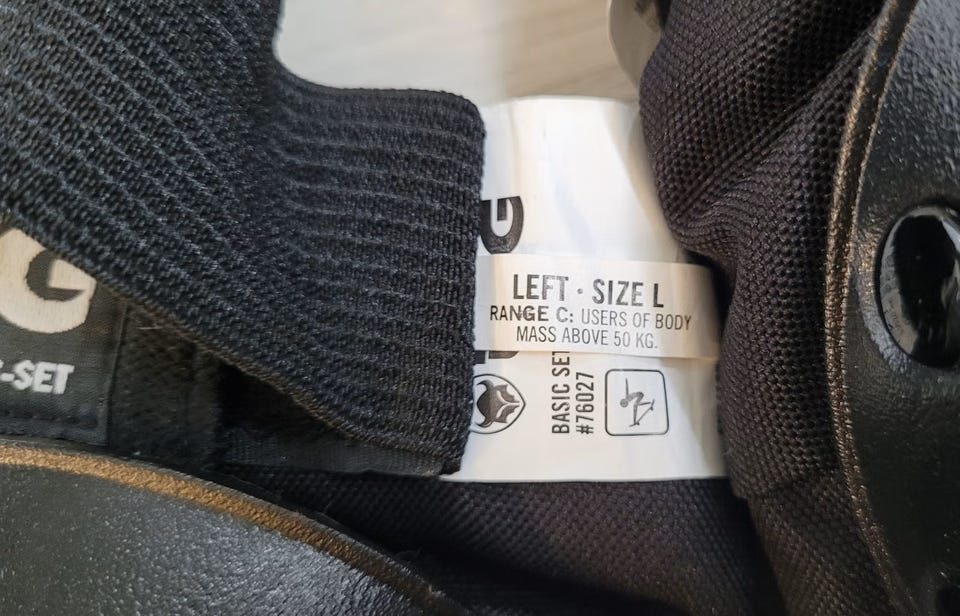 LEFT · SIZE L
RANGE C: USERS OF BODY
MASS ABOVE 50 KG.
BASIC SET
#76027
-SET
G
G